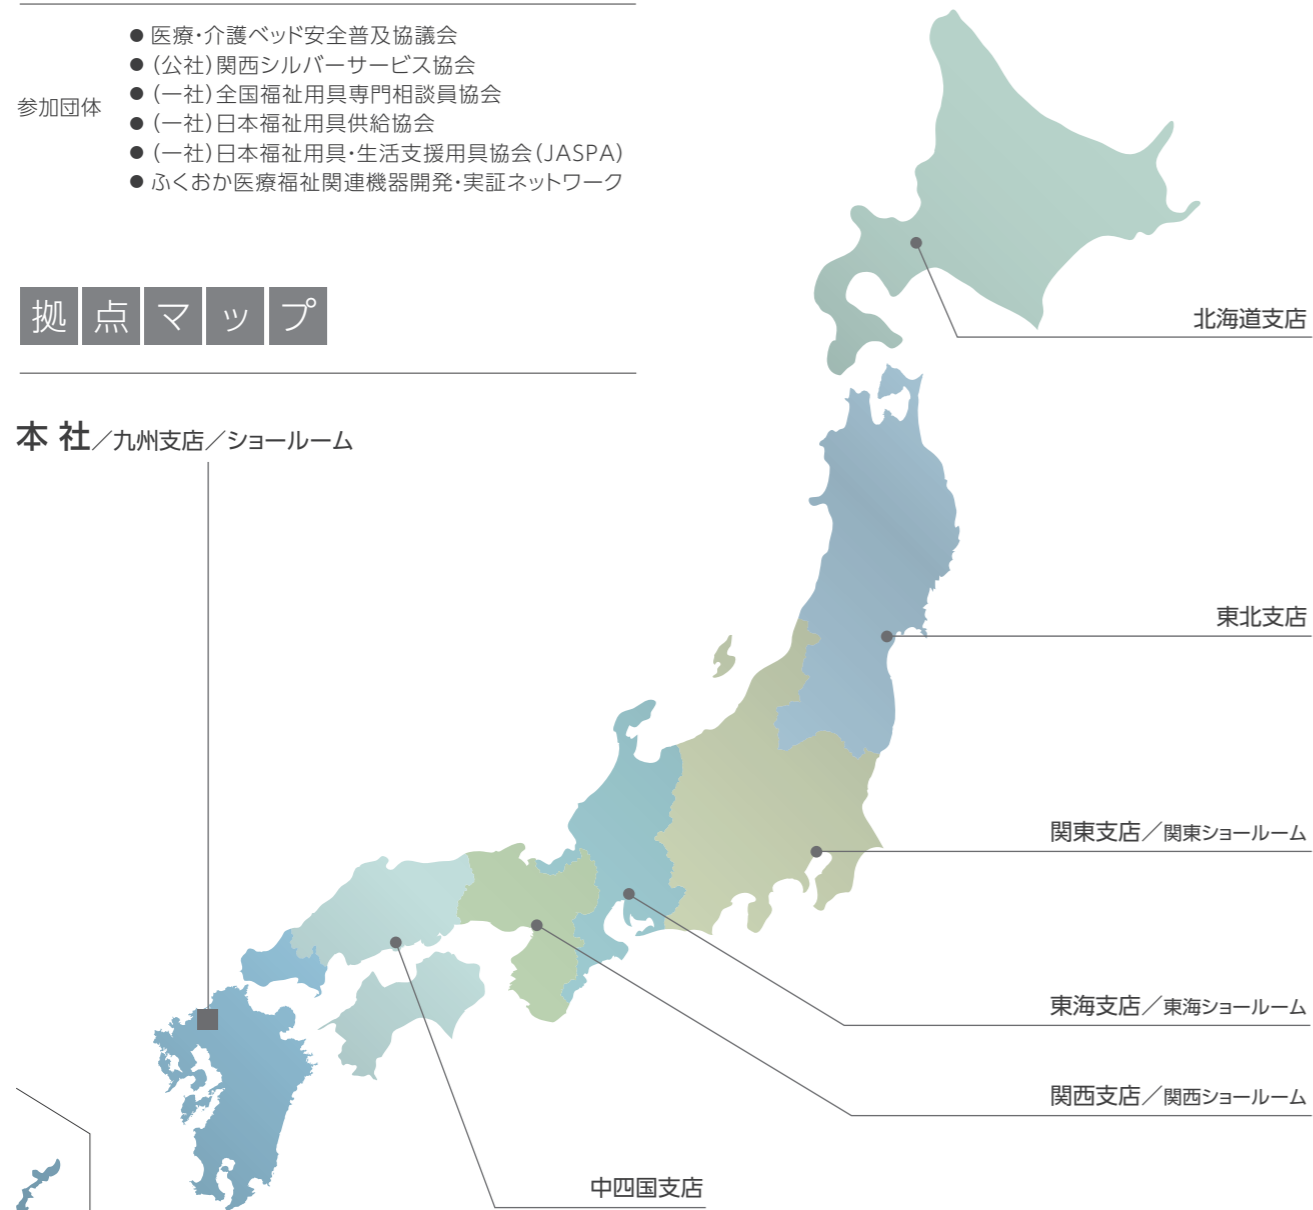 参加団体
● 医療・介護ベッド安全普及協議会
● (公社)関西シルバーサービス協会
● (一社)全国福祉用具専門相談員協会
● (一社)日本福祉用具供給協会
● (一社)日本福祉用具・生活支援用具協会(JASPA)
● ふくおか医療福祉関連機器開発・実証ネットワーク
拠点マップ
本 社／九州支店／ショールーム
北海道支店
東北支店
関東支店／関東ショールーム
東海支店／東海ショールーム
関西支店／関西ショールーム
中四国支店